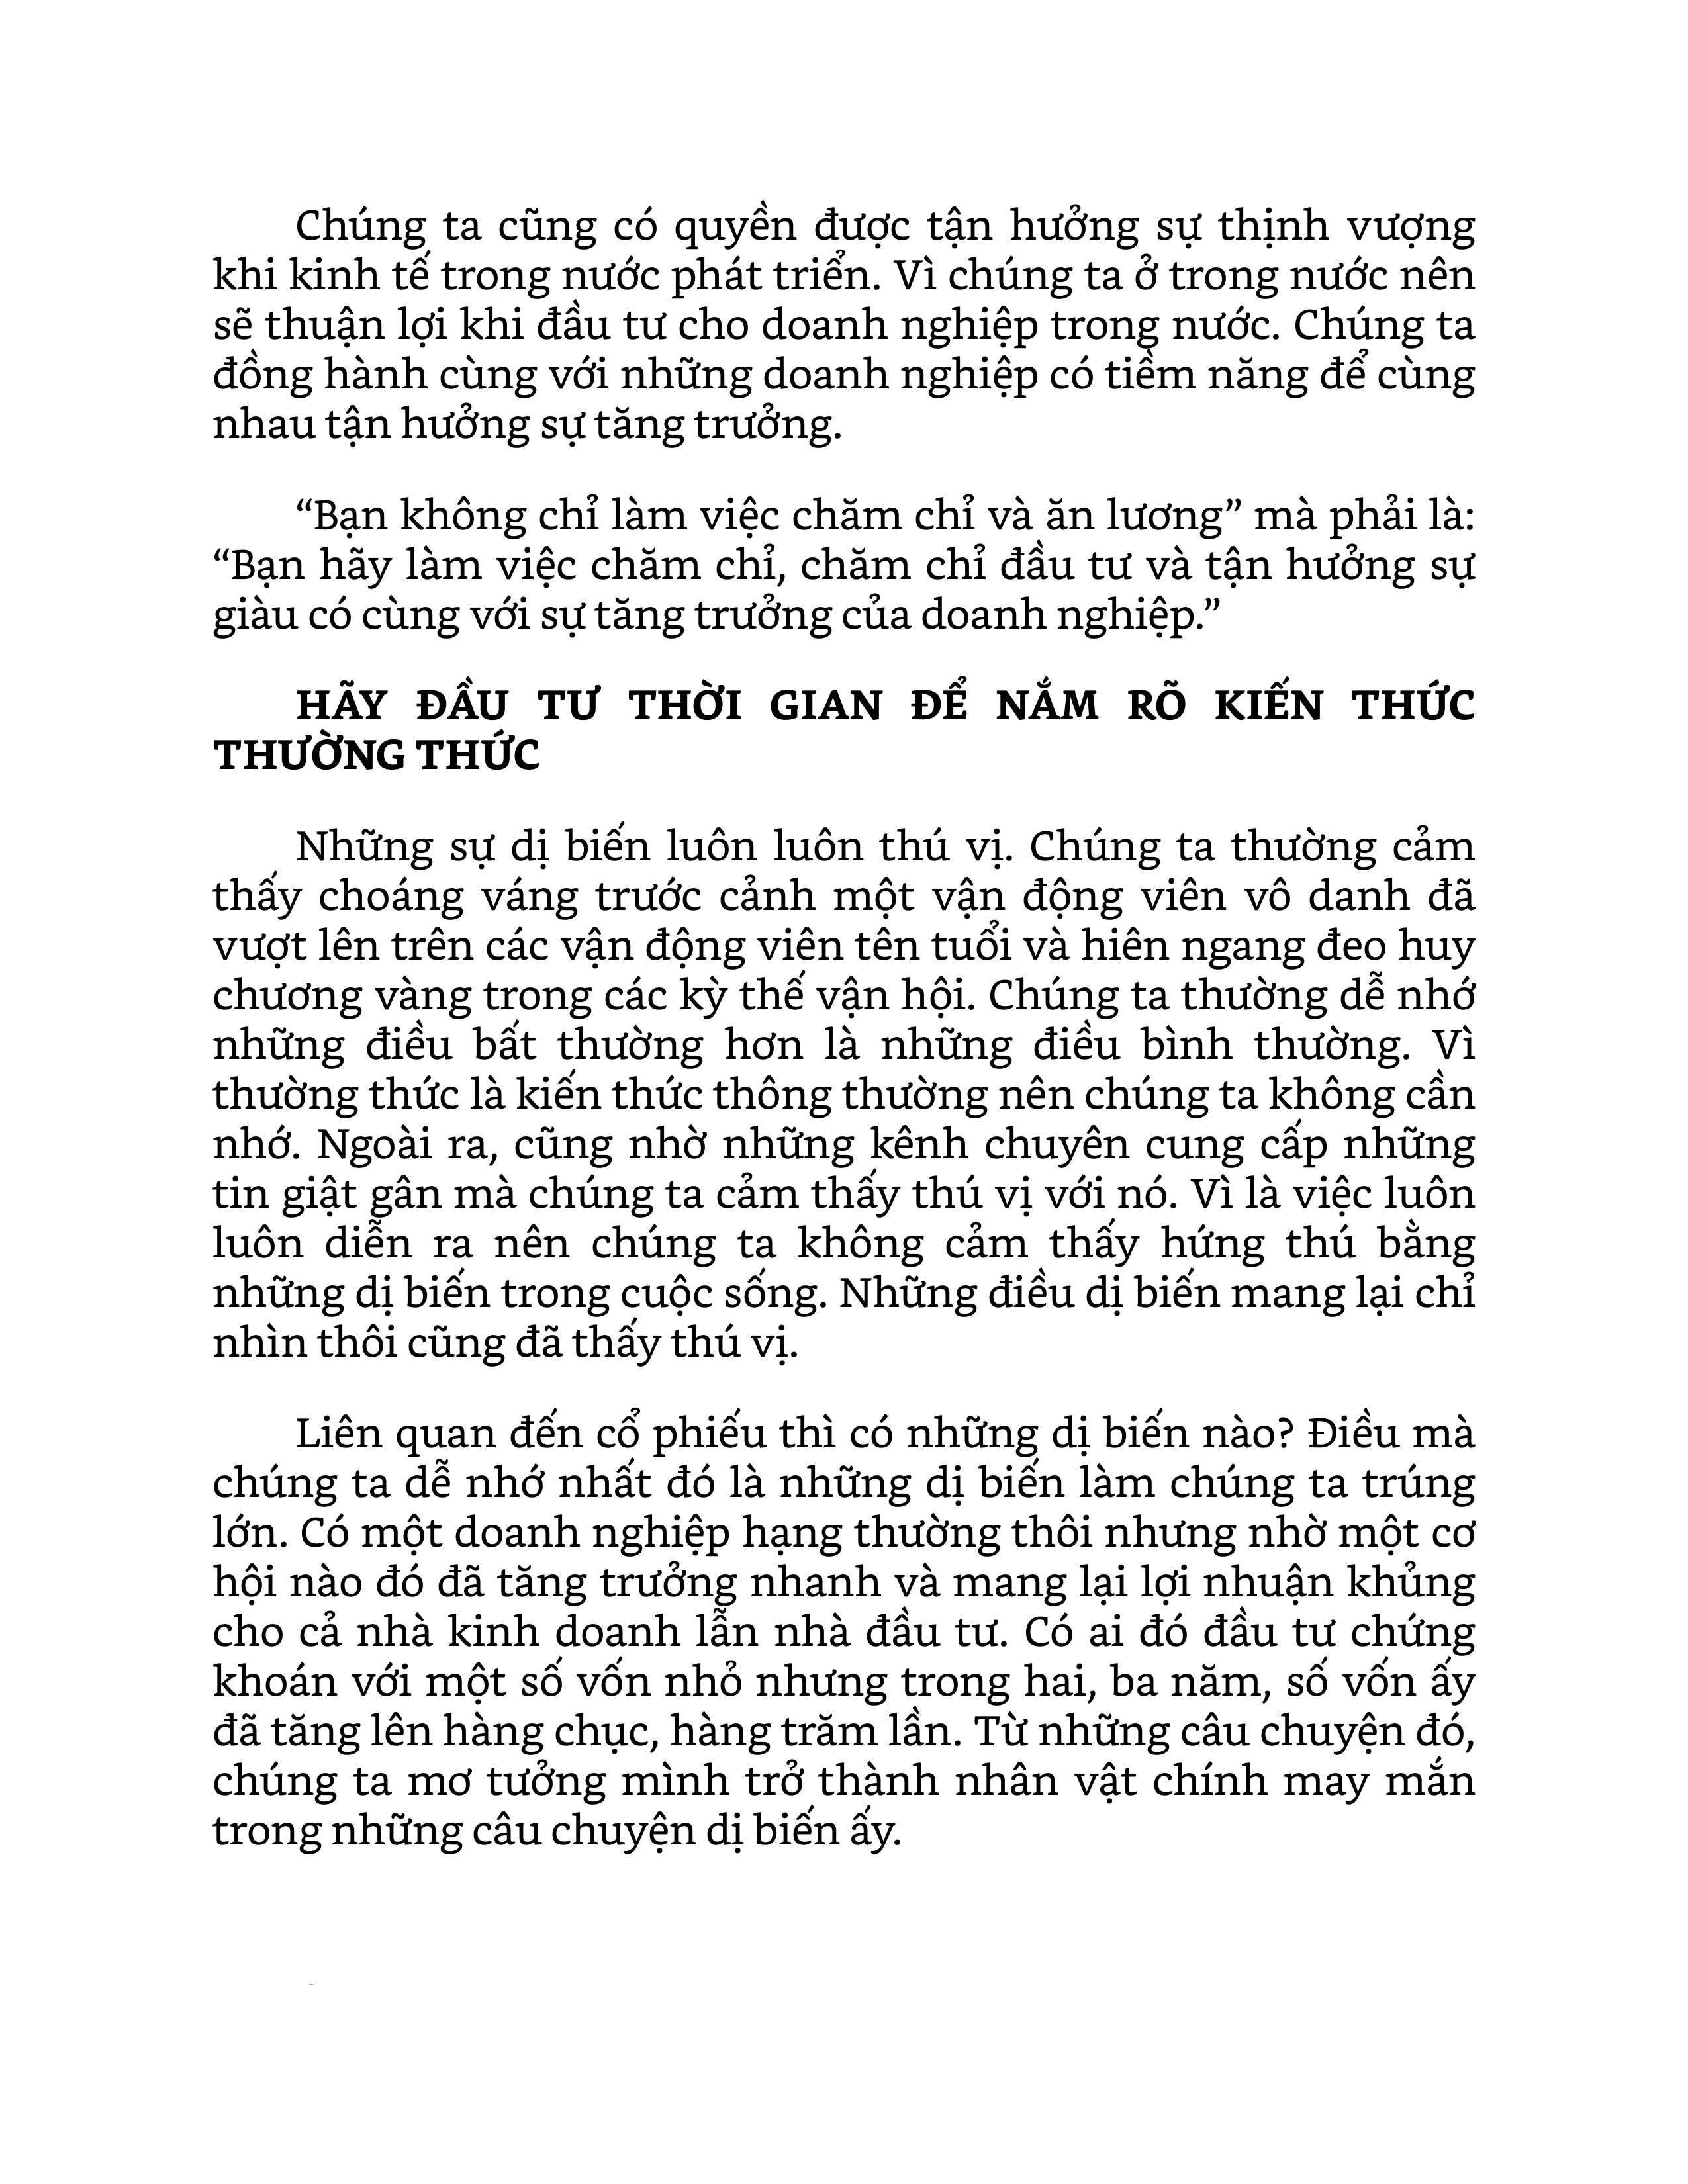 Chúng ta cũng có quyền được tận hưởng sự thịnh vượng
khi kinh tế trong nước phát triển. Vì chúng ta ở trong nước nên
sẽ thuận lợi khi đầu tư cho doanh nghiệp trong nước. Chúng ta
đồng hành cùng với những doanh nghiệp có tiềm năng để cùng
nhau tận hưởng sự tăng trưởng.
“Bạn không chỉ làm việc chăm chỉ và ăn lương” mà phải là:
“Bạn hãy làm việc chăm chỉ, chăm chỉ đầu tư và tận hưởng sự
giàu có cùng với sự tăng trưởng của doanh nghiệp.”
HÃY ĐẦU TƯ THỜI GIAN ĐỂ NẮM RÕ KIẾN THỨC
THƯỜNG THỨC
Những sự dị biến luôn luôn thú vị. Chúng ta thường cảm
thấy choáng váng trước cảnh một vận động viên vô danh đã
vượt lên trên các vận động viên tên tuổi và hiên ngang đeo huy
chương vàng trong các kỳ thế vận hội. Chúng ta thường dễ nhớ
những điều bất thường hơn là những điều bình thường. Vì
thường thức là kiến thức thông thường nên chúng ta không cần
nhớ. Ngoài ra, cũng nhờ những kênh chuyên cung cấp những
tin giật gân mà chúng ta cảm thấy thú vị với nó. Vì là việc luôn
luôn diễn ra nên chúng ta không cảm thấy hứng thú bằng
những dị biến trong cuộc sống. Những điều dị biến mang lại chỉ
nhìn thôi cũng đã thấy thú vị.
Liên quan đến cổ phiếu thì có những dị biến nào? Điều mà
chúng ta dễ nhớ nhất đó là những dị biến làm chúng ta trúng
lớn. Có một doanh nghiệp hạng thường thôi nhưng nhờ một cơ
hội nào đó đã tăng trưởng nhanh và mang lại lợi nhuận khủng
cho cả nhà kinh doanh lẫn nhà đầu tư. Có ai đó đầu tư chứng
khoán với một số vốn nhỏ nhưng trong hai, ba năm, số vốn ấy
đã tăng lên hàng chục, hàng trăm lần. Từ những câu chuyện đó,
chúng ta mơ tưởng mình trở thành nhân vật chính may mắn
trong những câu chuyện dị biến ấy.